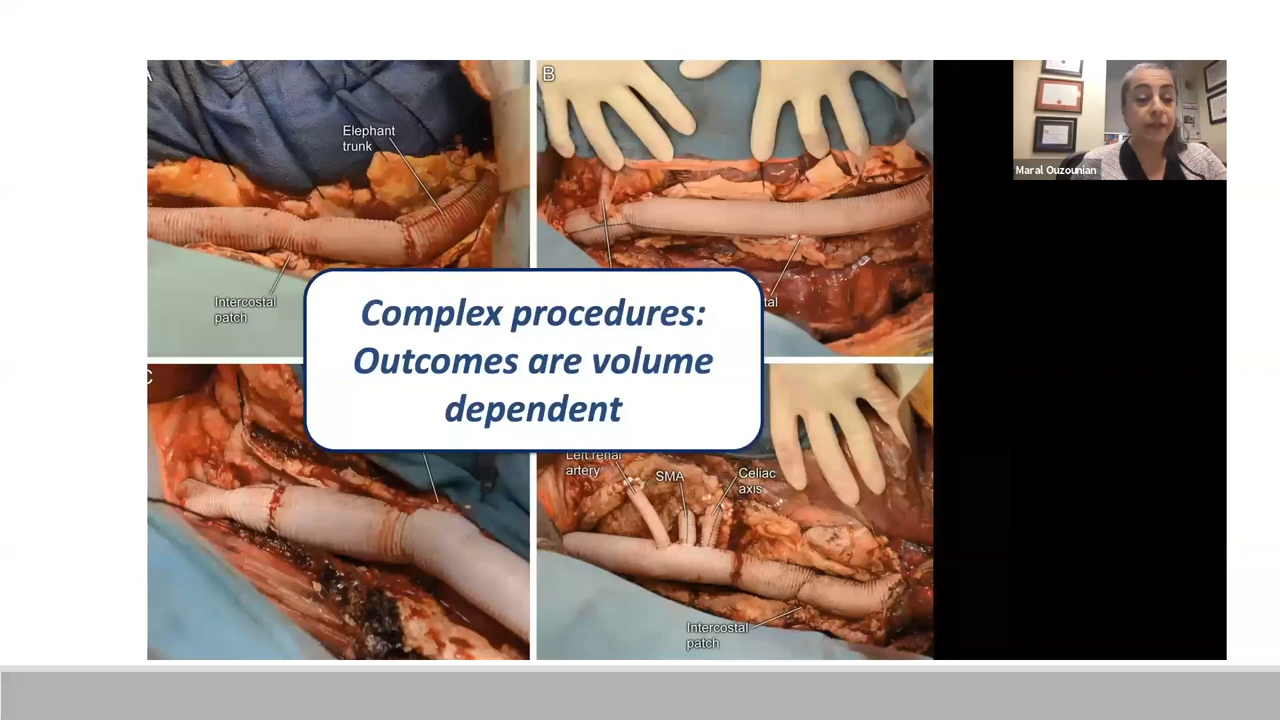 A
Elephant
trunk
Intercostal
patch
B
tal
Maral Ouzounian
Complex procedures:
Outcomes are volume
dependent
C
Left renal
artery
SMA
Celiac
axis
Intercostal
patch